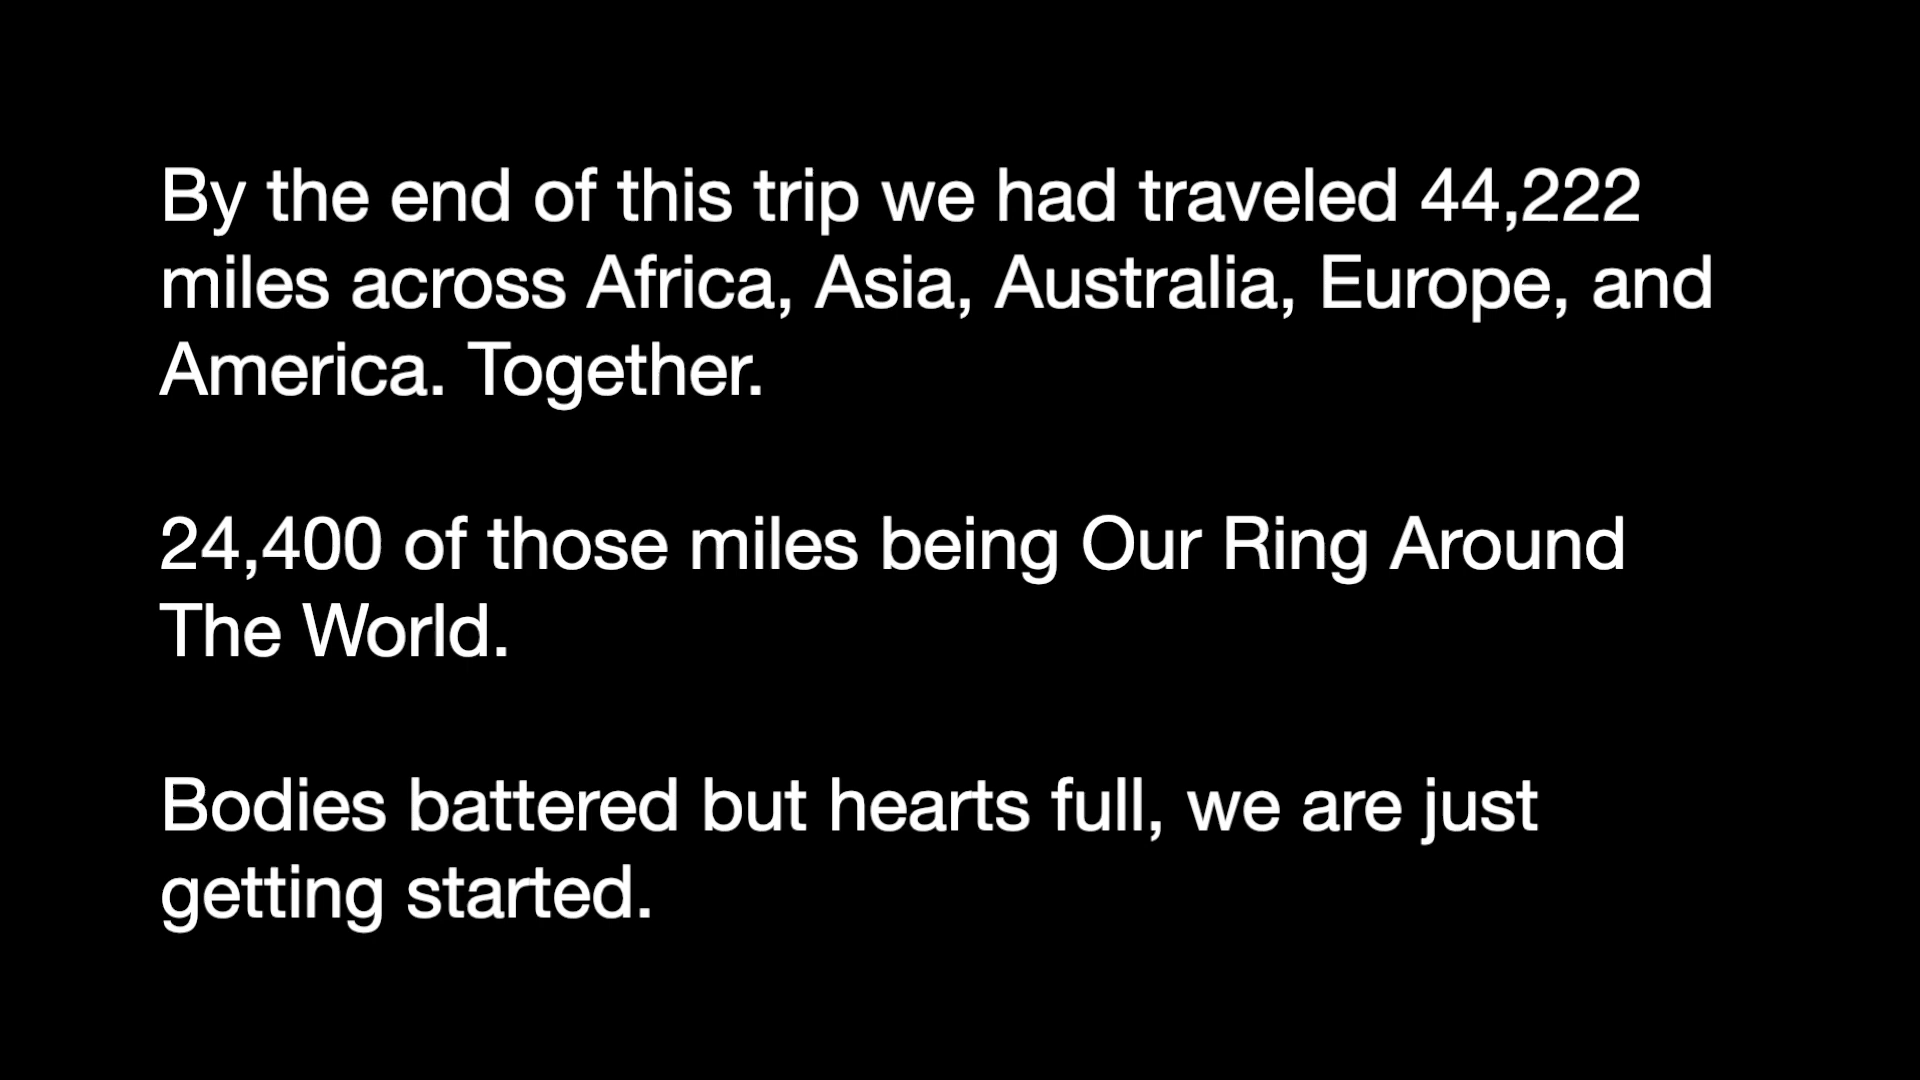 By the end of this trip we had traveled 44,222
miles across Africa, Asia, Australia, Europe, and
America. Together.
24,400 of those miles being Our Ring Around
The World.
Bodies battered but hearts full, we are just
getting started.